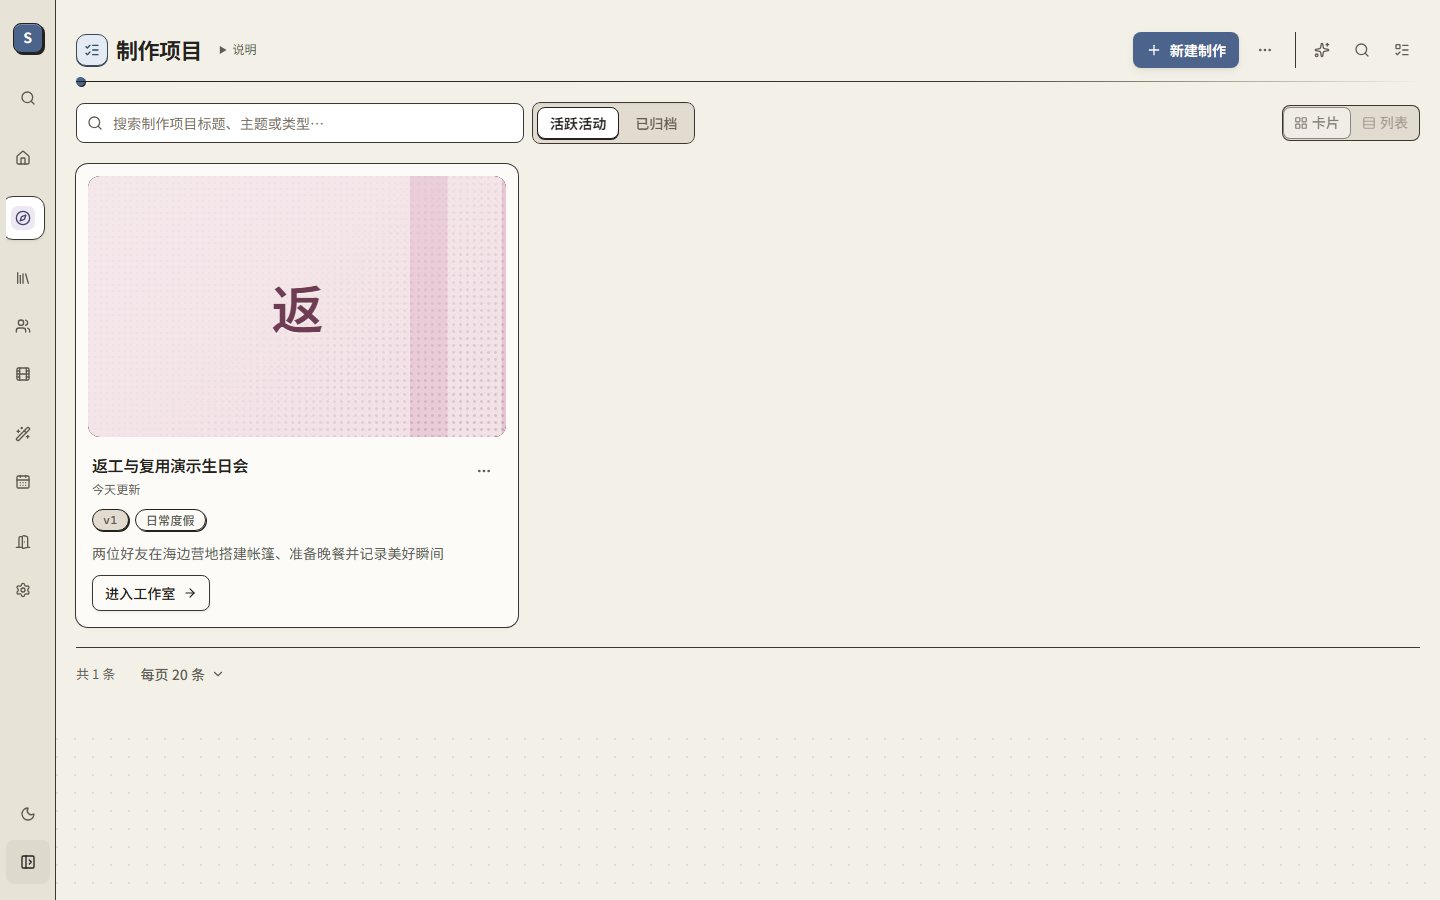 S
制作项目
说明
新建制作
搜索制作项目标题、主题或类型…
活跃活动
已归档
卡片
列表
返
返工与复用演示生日会
今天更新
v1
日常度假
两位好友在海边营地搭建帐篷、准备晚餐并记录美好瞬间
进入工作室
共 1 条
每页 20 条